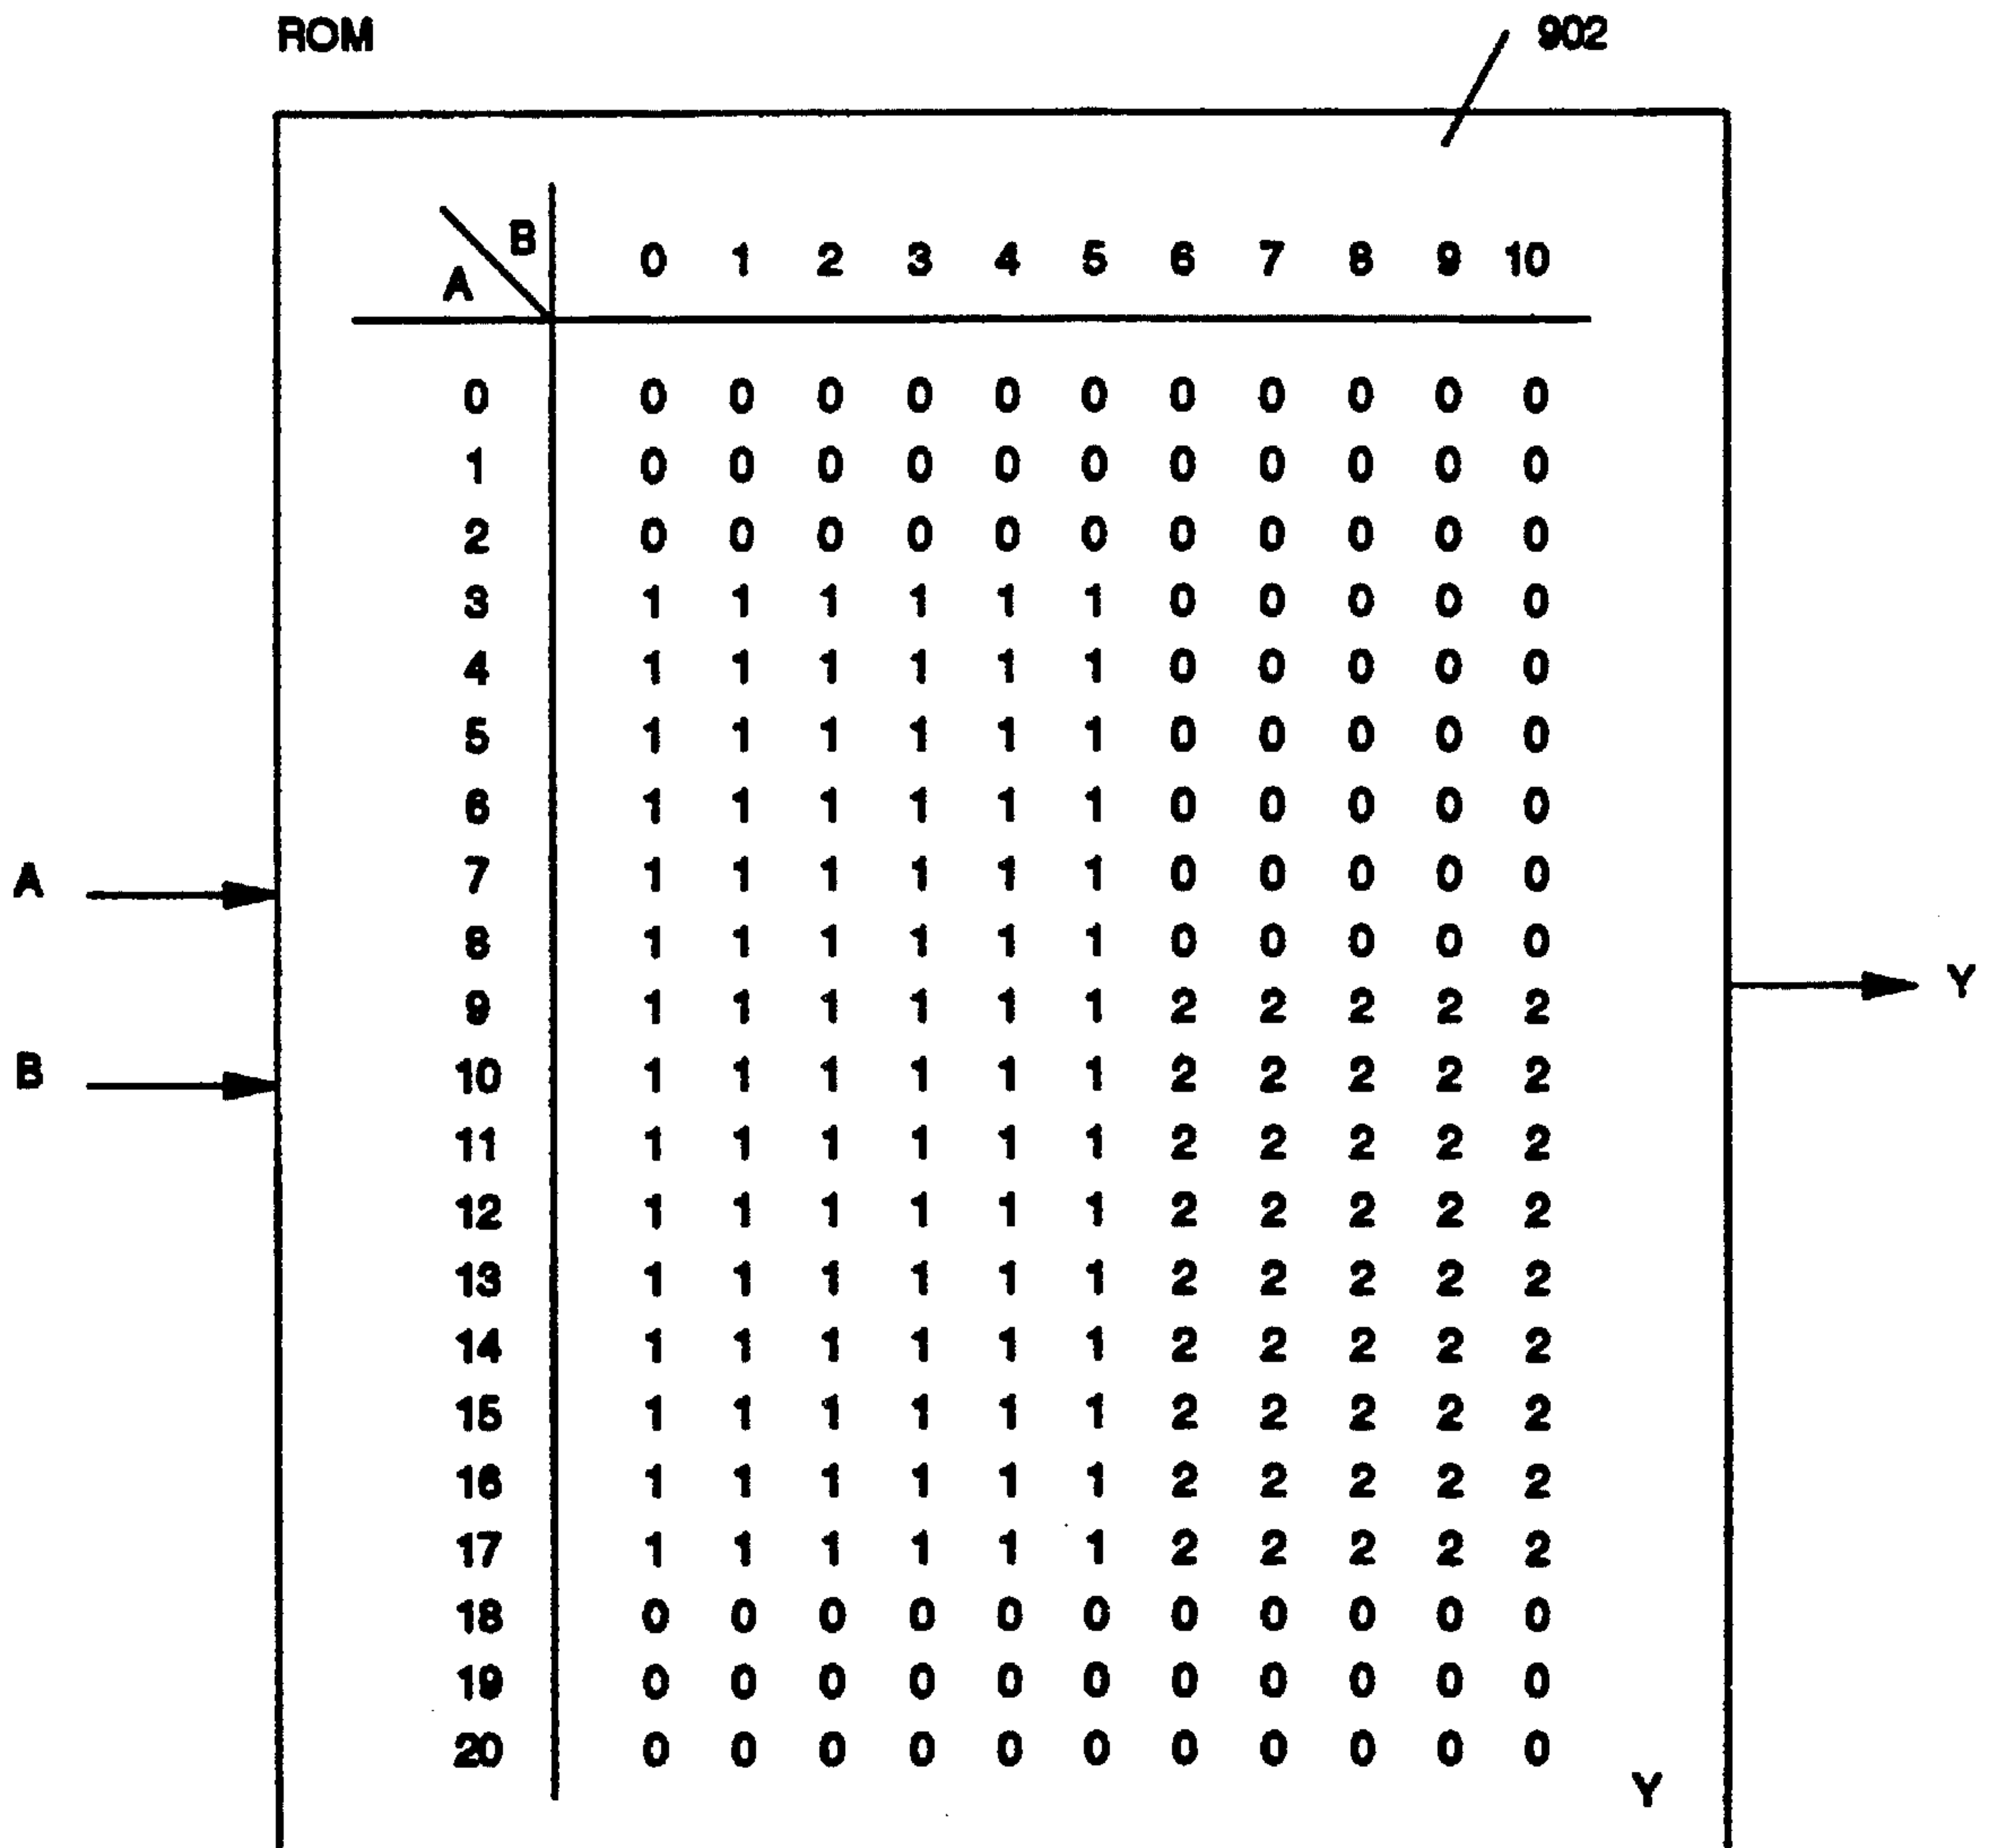 ROM 902
B
A 0 1 2 3 4 5 6 7 8 9 10
0 0 0 0 0 0 0 0 0 0 0 0
1 0 0 0 0 0 0 0 0 0 0 0
2 0 0 0 0 0 0 0 0 0 0 0
3 1 1 1 1 1 1 0 0 0 0 0
4 1 1 1 1 1 1 0 0 0 0 0
5 1 1 1 1 1 1 0 0 0 0 0
6 1 1 1 1 1 1 0 0 0 0 0
A 7 1 1 1 1 1 1 0 0 0 0 0
8 1 1 1 1 1 1 0 0 0 0 0
9 1 1 1 1 1 1 2 2 2 2 2 Y
B 10 1 1 1 1 1 1 2 2 2 2 2
11 1 1 1 1 1 1 2 2 2 2 2
12 1 1 1 1 1 1 2 2 2 2 2
13 1 1 1 1 1 1 2 2 2 2 2
14 1 1 1 1 1 1 2 2 2 2 2
15 1 1 1 1 1 1 2 2 2 2 2
16 1 1 1 1 1 1 2 2 2 2 2
17 1 1 1 1 1 1 2 2 2 2 2
18 0 0 0 0 0 0 0 0 0 0 0
19 0 0 0 0 0 0 0 0 0 0 0
20 0 0 0 0 0 0 0 0 0 0 0
Y